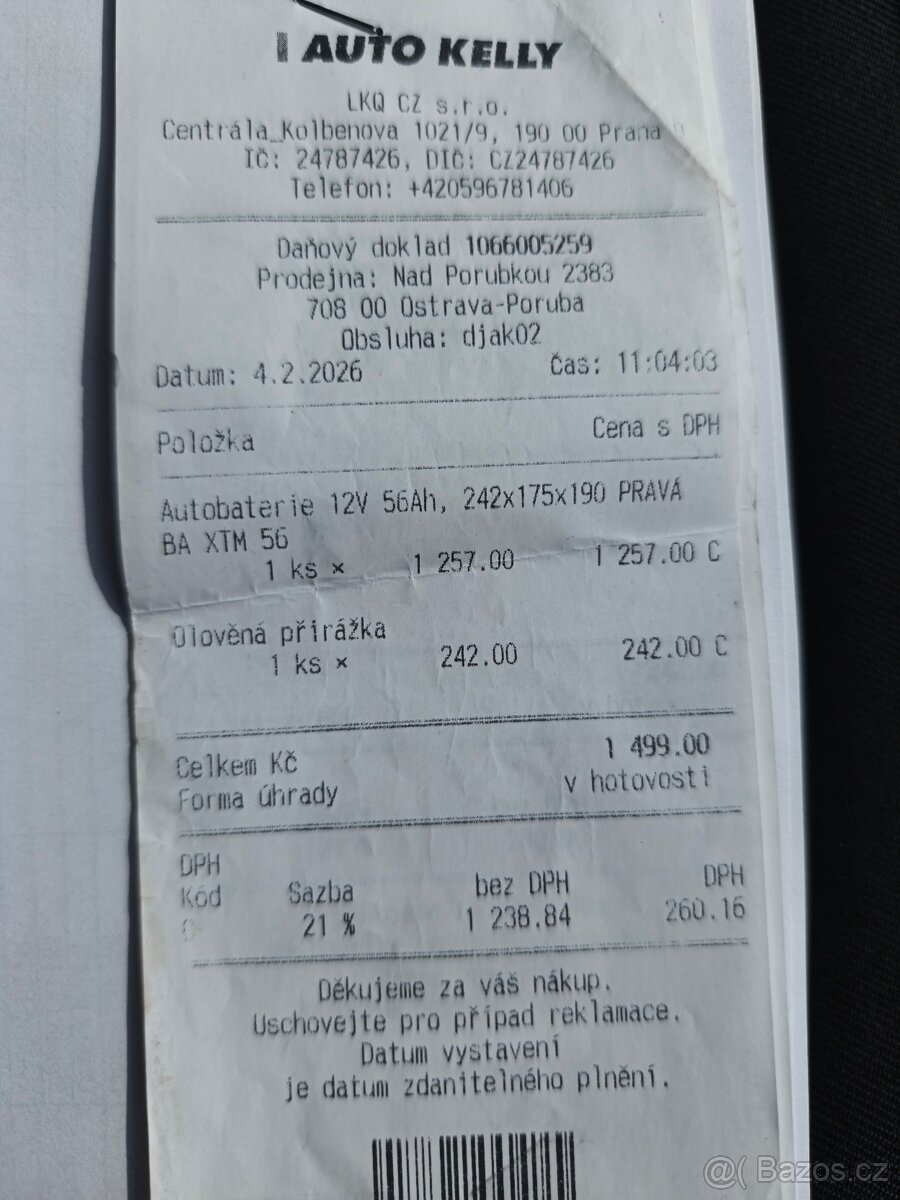 AUTO KELLY
LKQ CZ s.r.o.
Centrála_Kolbenova 1021/9, 190 00 Praha 9
IČ: 24787426, DIČ: CZ24787426
Telefon: +420596781406
Daňový doklad 1066005259
Prodejna: Nad Porubkou 2383
708 00 Ostrava-Poruba
Obsluha: djak02
Datum: 4.2.2026 Čas: 11:04:03
Položka Cena s DPH
Autobaterie 12V 56Ah, 242x175x190 PRAVÁ
BA XTM 56
1 ks × 1 257.00 1 257.00 C
Olověná přirážka
1 ks × 242.00 242.00 C
Celkem Kč 1 499.00
Forma úhrady v hotovosti
DPH
Kód Sazba bez DPH DPH
C 21 % 1 238.84 260.16
Děkujeme za váš nákup.
Uschovejte pro případ reklamace.
Datum vystavení
je datum zdanitelného plnění.
@( Bazos.cz